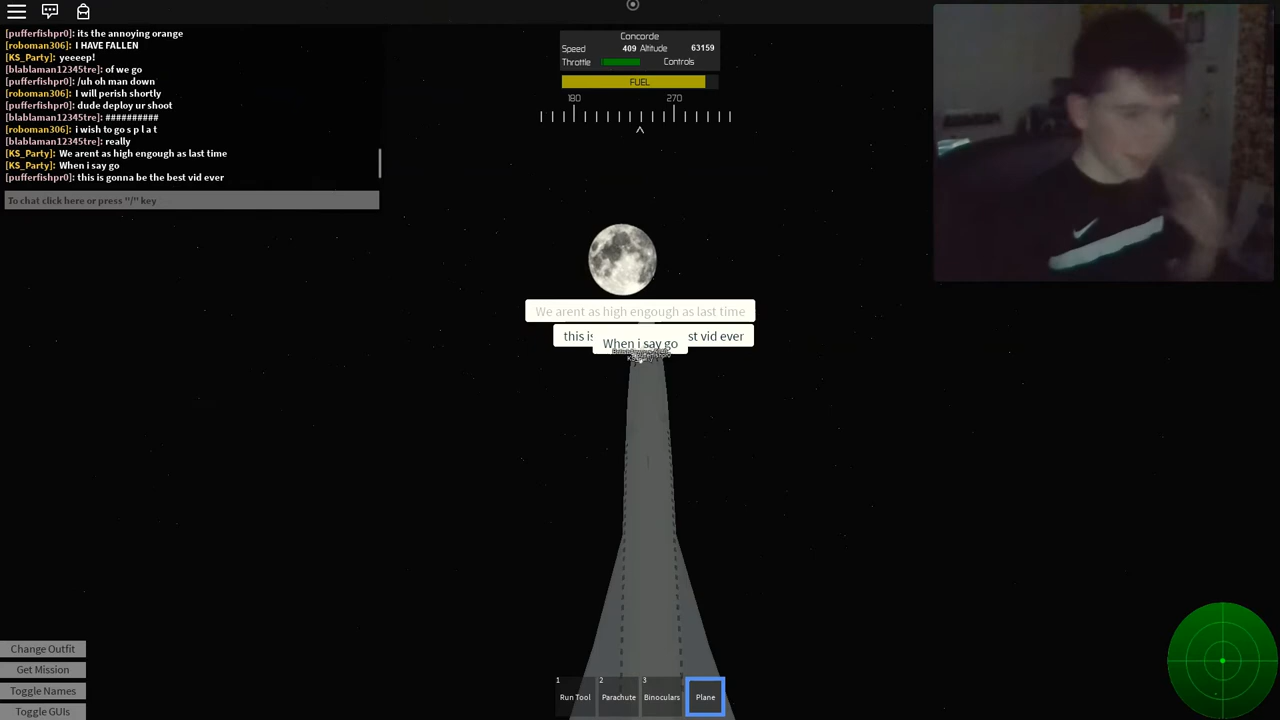 [pufferfishpr0]: its the annoying orange
[roboman306]: I HAVE FALLEN
[KS_Party]: yeeeep!
[blablaman12345tre]: of we go
[pufferfishpr0]: /uh oh man down
[roboman306]: I will perish shortly
[pufferfishpr0]: dude deploy ur shoot
[blablaman12345tre]: ##########
[roboman306]: i wish to go s p l a t
[blablaman12345tre]: really
[KS_Party]: We arent as high engough as last time
[KS_Party]: When i say go
[pufferfishpr0]: this is gonna be the best vid ever
To chat click here or press "/" key
Concorde
Speed 409 Altitude 63159
Throttle Controls
FUEL
180 270
We arent as high engough as last time
this is st vid ever
When i say go
Change Outfit
Get Mission
Toggle Names
Toggle GUIs
1 2 3
Run Tool Parachute Binoculars Plane